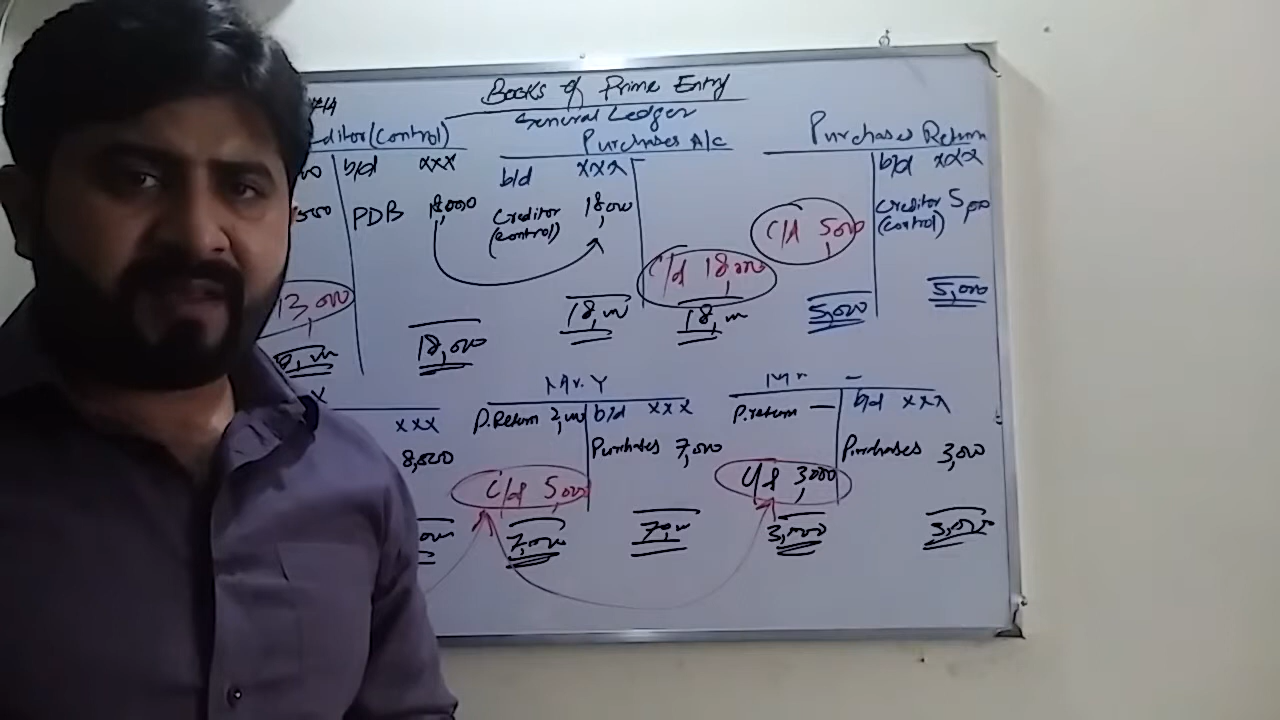 Books of Prime Entry
General Ledger
editor (Control)
Purchases A/c
Purchases Return
b/d xxx
b/d xxx
b/d xxx
PDB 18,000
Creditor 18,000
(Control)
Creditor 5,000
(Control)
13,000
C/d 18,000
C/d 5,000
18,000
18,000
18,000
5,000
5,000
Mr. Y
xxx
P.Return 2,000 b/d xxx
P.return — b/d xxx
8,000
Purchases 7,000
Purchases 3,000
C/d 5,000
C/d 3,000
7,000
7,000
3,000
3,000